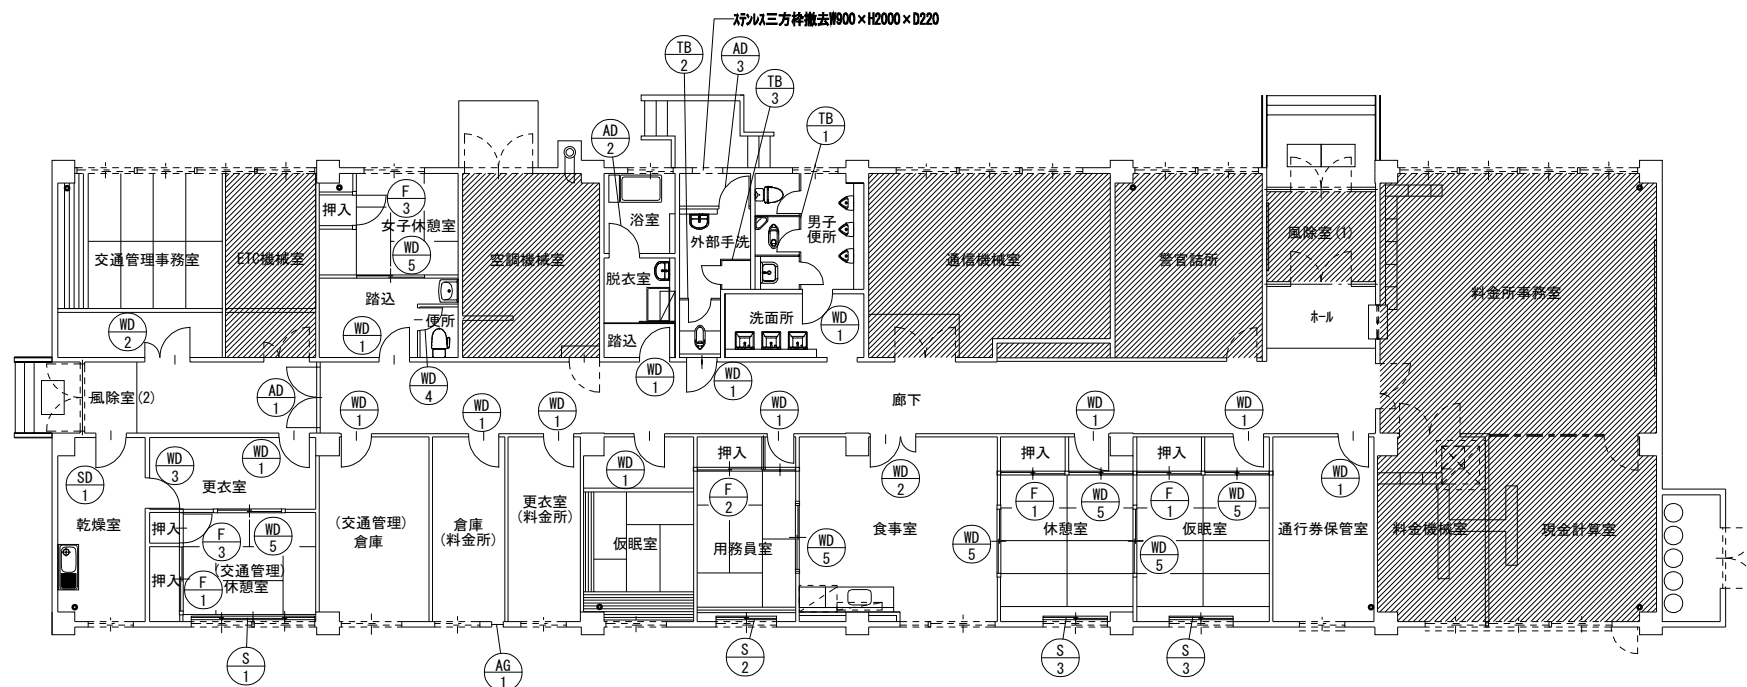 ステンレス三方枠撤去W900×H2000×D220
TB
2
AD
3
TB
3
TB
1
AD
2
F
3
押入
女子休憩室
浴室
外部手洗
男子
便所
WD
5
交通管理事務室
ETC機械室
空調機械室
通信機械室
警官詰所
風除室(1)
料金所事務室
脱衣室
踏込
便所
洗面所
ホール
WD
2
WD
1
踏込
WD
1
WD
4
WD
1
WD
1
風除室(2)
AD
1
廊下
WD
1
WD
1
WD
1
WD
1
WD
1
WD
1
WD
3
WD
1
SD
1
更衣室
WD
1
押入
WD
2
押入
押入
WD
1
F
2
F
1
WD
5
F
1
WD
5
乾燥室
押入
F
3
WD
5
(交通管理)
倉庫
倉庫
(料金所)
更衣室
(料金所)
仮眠室
用務員室
WD
5
食事室
WD
5
休憩室
WD
5
仮眠室
通行券保管室
料金機械室
現金計算室
押入
F
1
(交通管理)
休憩室
S
1
AG
1
S
2
S
3
S
3